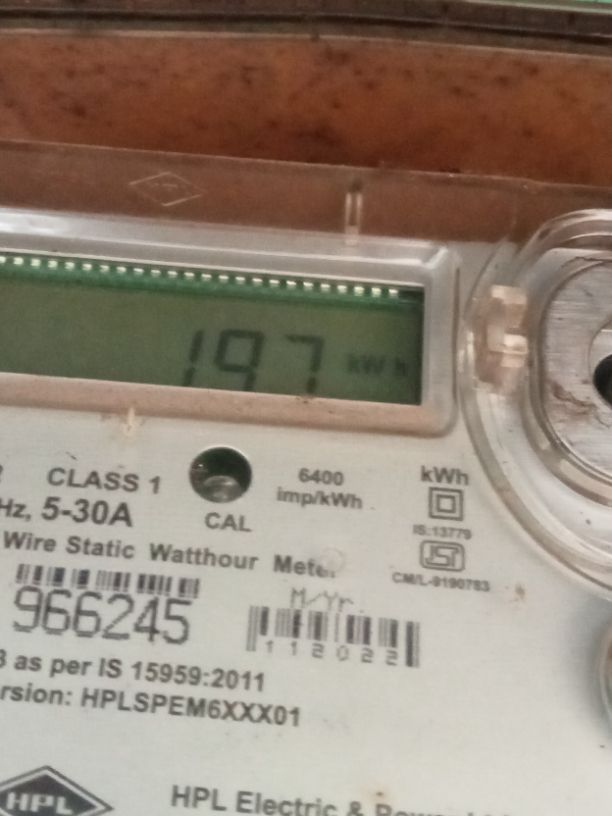 197 kWh
CLASS 1
6400
imp/kWh
kWh
Hz, 5-30A
CAL
IS:13779
Wire Static Watthour
CM/L-9190783
M/Yr.
966245
112022
3 as per IS 15959:2011
rsion: HPLSPEM6XXX01
HPL
HPL Electric &